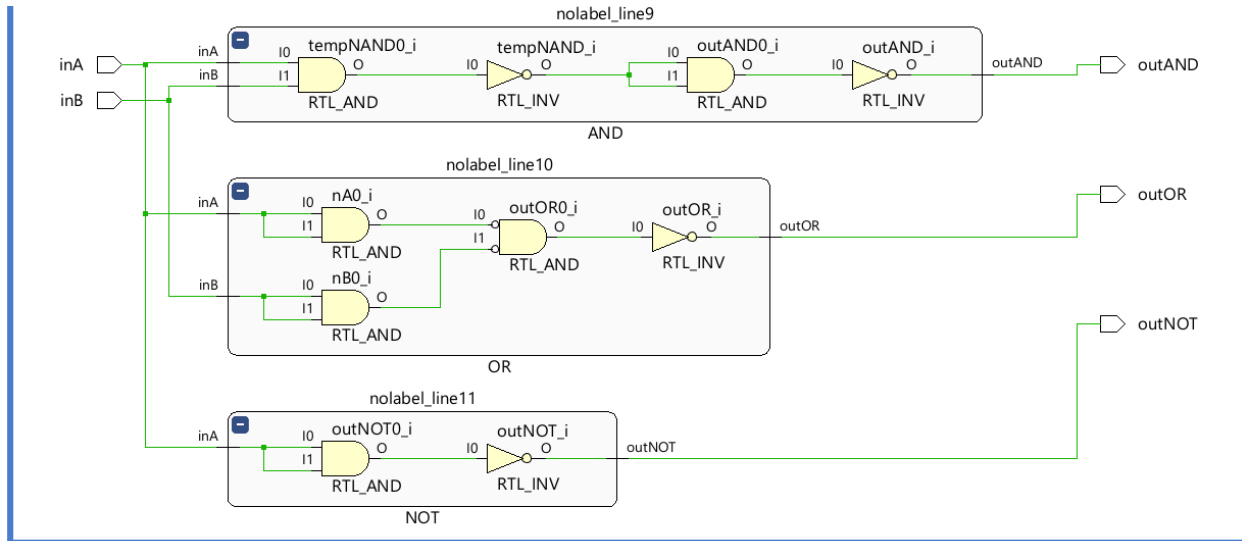 nolabel_line9
inA
inB
inA
inB
I0
I1
tempNAND0_i
O
RTL_AND
I0
tempNAND_i
O
RTL_INV
I0
I1
outAND0_i
O
RTL_AND
I0
outAND_i
O
RTL_INV
outAND
outAND
AND
nolabel_line10
inA
I0
I1
nA0_i
O
RTL_AND
inB
I0
I1
nB0_i
O
RTL_AND
I0
I1
outOR0_i
O
RTL_AND
I0
outOR_i
O
RTL_INV
outOR
outOR
OR
nolabel_line11
inA
I0
I1
outNOT0_i
O
RTL_AND
I0
outNOT_i
O
RTL_INV
outNOT
outNOT
NOT